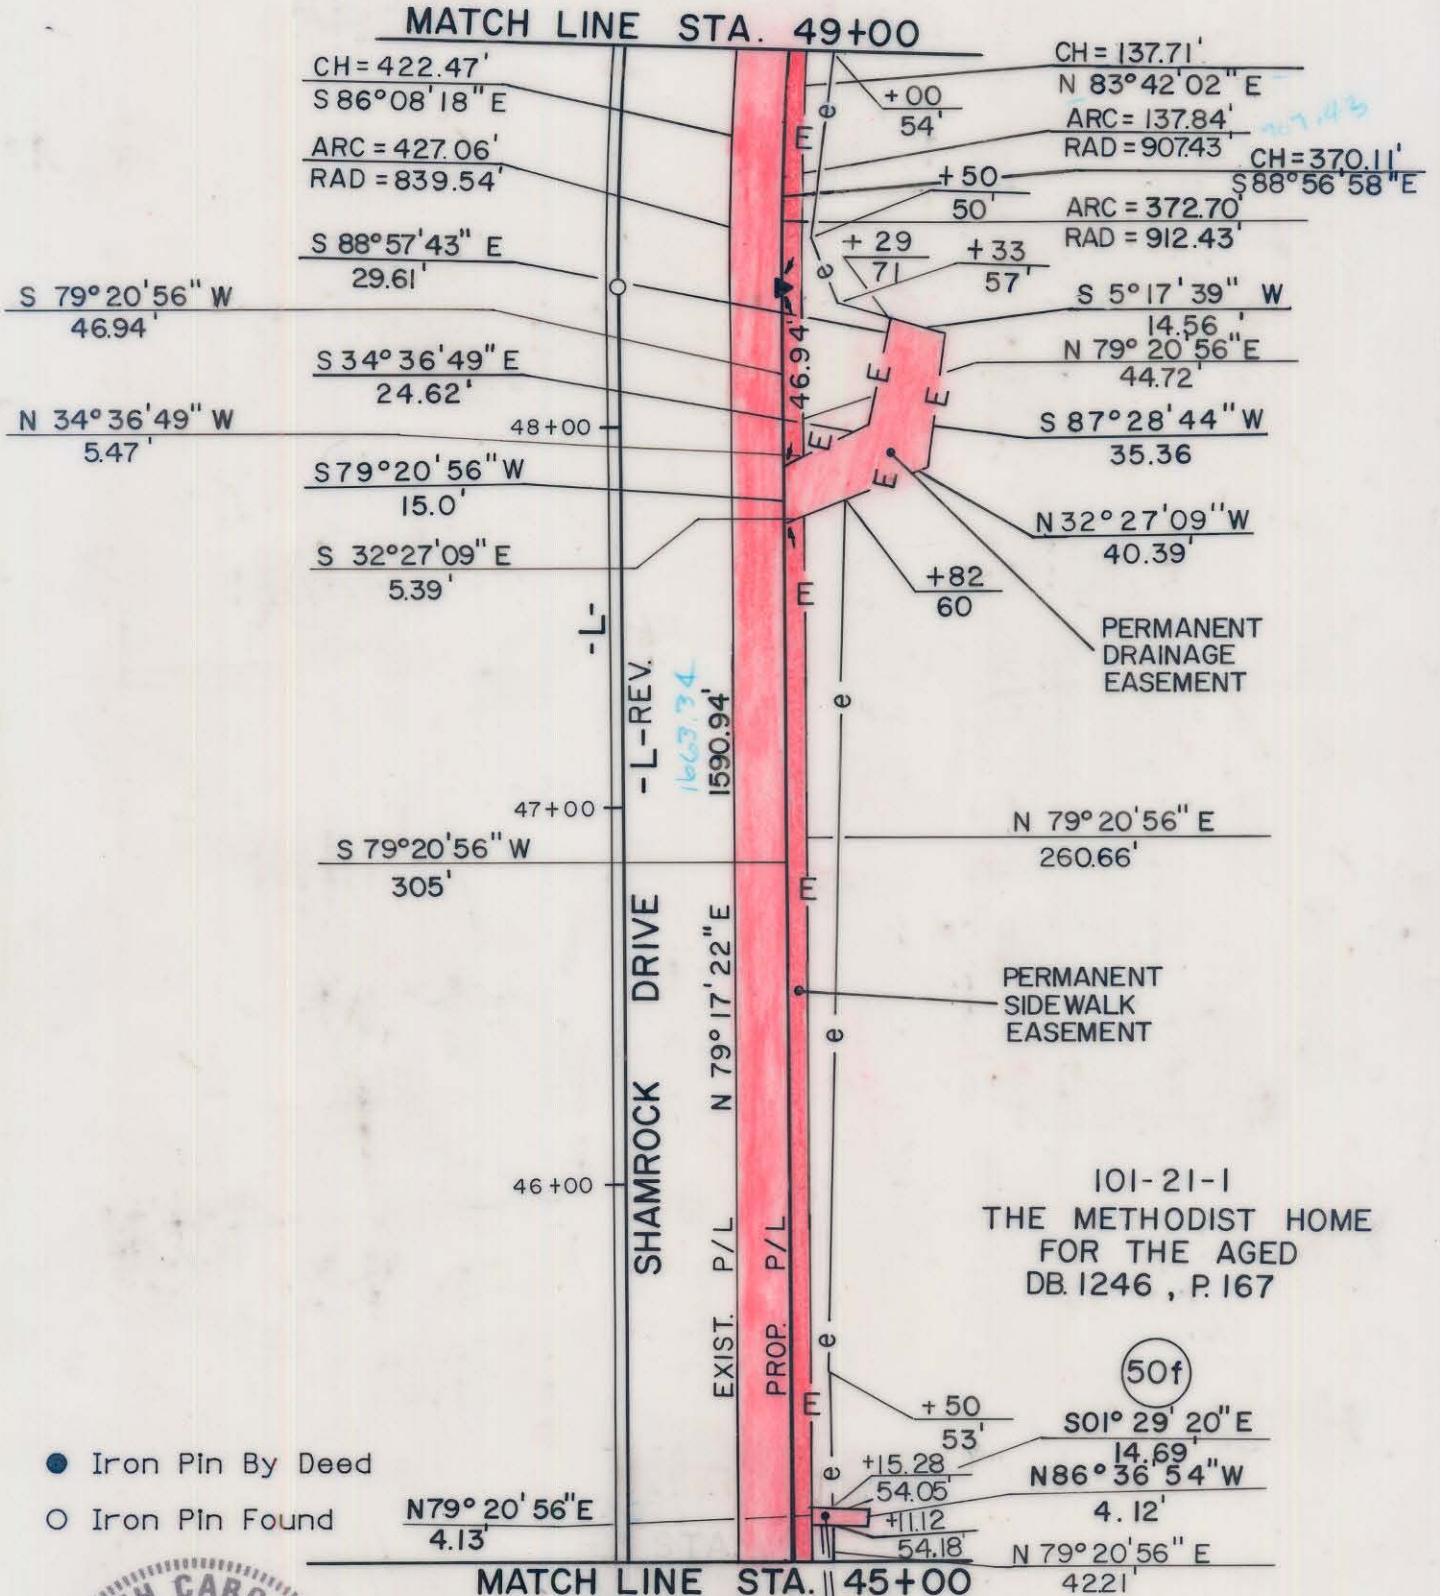 MATCH LINE STA. 49+00
CH = 422.47'
S 86°08'18" E
ARC = 427.06'
RAD = 839.54'
S 88°57'43" E
29.61'
S 79°20'56" W
46.94'
S 34°36'49" E
24.62'
N 34°36'49" W
5.47'
S 79°20'56" W
15.0'
S 32°27'09" E
5.39'
CH = 137.71'
N 83°42'02" E
+00
54'
ARC = 137.84'
RAD = 907.43'
907.43
CH = 370.11'
S 88°56'58" E
+50
50'
ARC = 372.70'
RAD = 912.43'
+29
71
+33
57'
S 5°17'39" W
14.56'
N 79°20'56" E
44.72'
S 87°28'44" W
35.36
N 32°27'09" W
40.39'
+82
60
46.94'
E
E
E
E
E
E
E
E
E
e
e
e
e
e
e
48+00
-L-
-L-REV.
1663.34
1590.94'
PERMANENT
DRAINAGE
EASEMENT
47+00
S 79°20'56" W
305'
N 79°20'56" E
260.66'
SHAMROCK DRIVE
N 79°17'22" E
PERMANENT
SIDEWALK
EASEMENT
46+00
EXIST. P/L
PROP. P/L
101-21-1
THE METHODIST HOME
FOR THE AGED
DB. 1246, P. 167
50f
+50
53'
S01°29'20" E
14.69'
+15.28
54.05'
N86°36'54" W
4.12'
+11.12
54.18'
N 79°20'56" E
42.21'
Iron Pin By Deed
Iron Pin Found
N79°20'56"E
4.13'
MATCH LINE STA. 45+00